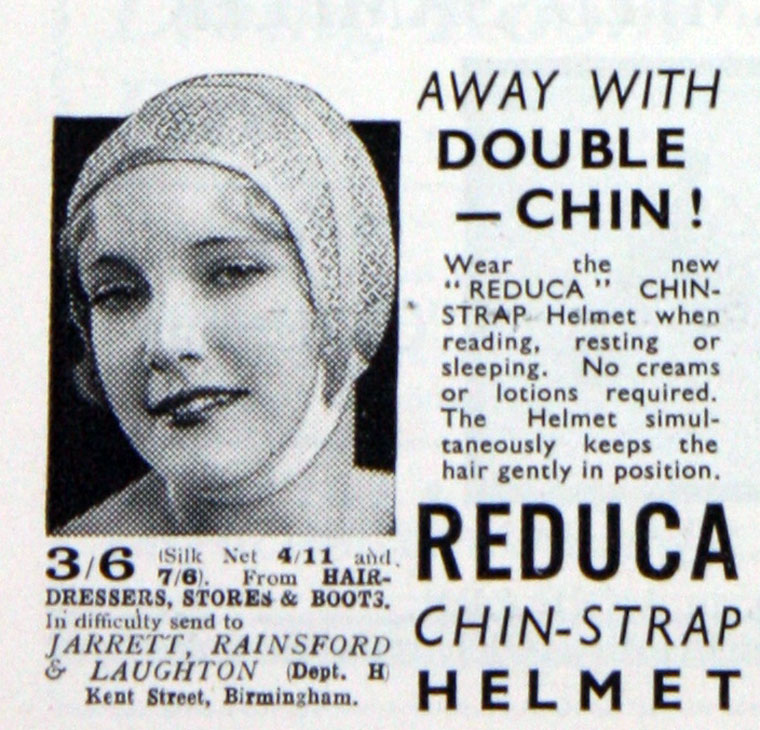 AWAY WITH
DOUBLE
— CHIN !
Wear the new
“ REDUCA ” CHIN-
STRAP Helmet when
reading, resting or
sleeping. No creams
or lotions required.
The Helmet simul-
taneously keeps the
hair gently in position.
REDUCA
CHIN-STRAP
HELMET
3/6 (Silk Net 4/11 and
7/6). From HAIR-
DRESSERS, STORES & BOOTS.
In difficulty send to
JARRETT, RAINSFORD
& LAUGHTON (Dept. H)
Kent Street, Birmingham.